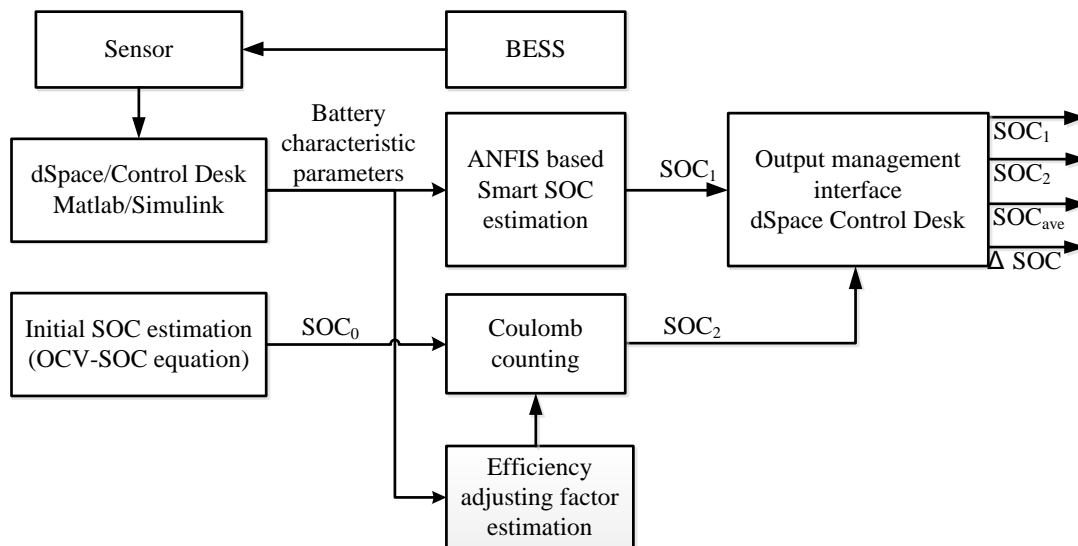 Sensor
BESS
Battery
characteristic
parameters
dSpace/Control Desk
Matlab/Simulink
ANFIS based
Smart SOC
estimation
SOC₁
Output management
interface
dSpace Control Desk
SOC₁
SOC₂
SOCₐᵥₑ
Δ SOC
Initial SOC estimation
(OCV-SOC equation)
SOC₀
Coulomb
counting
SOC₂
Efficiency
adjusting factor
estimation